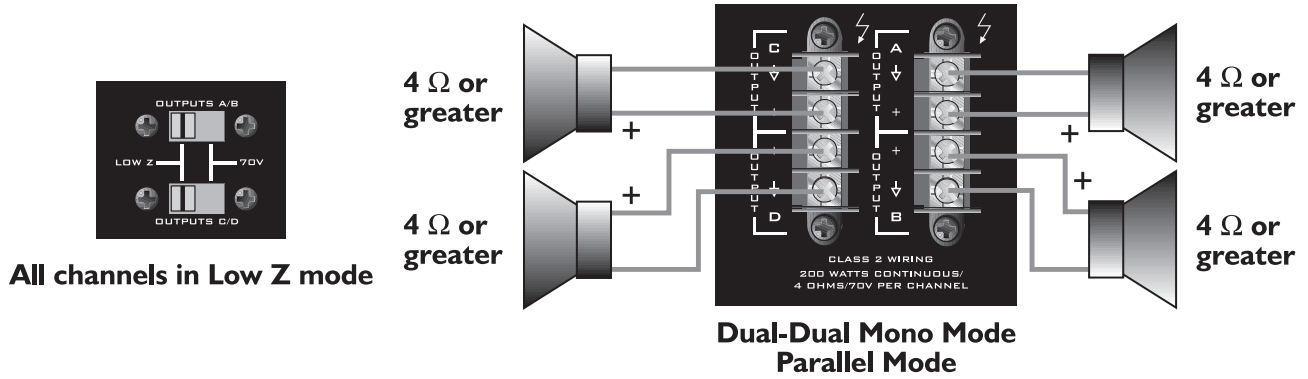 OUTPUTS A/B
LOW Z
70V
OUTPUTS C/D
All channels in Low Z mode
4 Ω or
greater
+
4 Ω or
greater
+
OUTPUT
C
+
OUTPUT
+
D
OUTPUT
A
+
OUTPUT
+
B
CLASS 2 WIRING
200 WATTS CONTINUOUS/
4 OHMS/70V PER CHANNEL
4 Ω or
greater
+
4 Ω or
greater
+
Dual-Dual Mono Mode
Parallel Mode